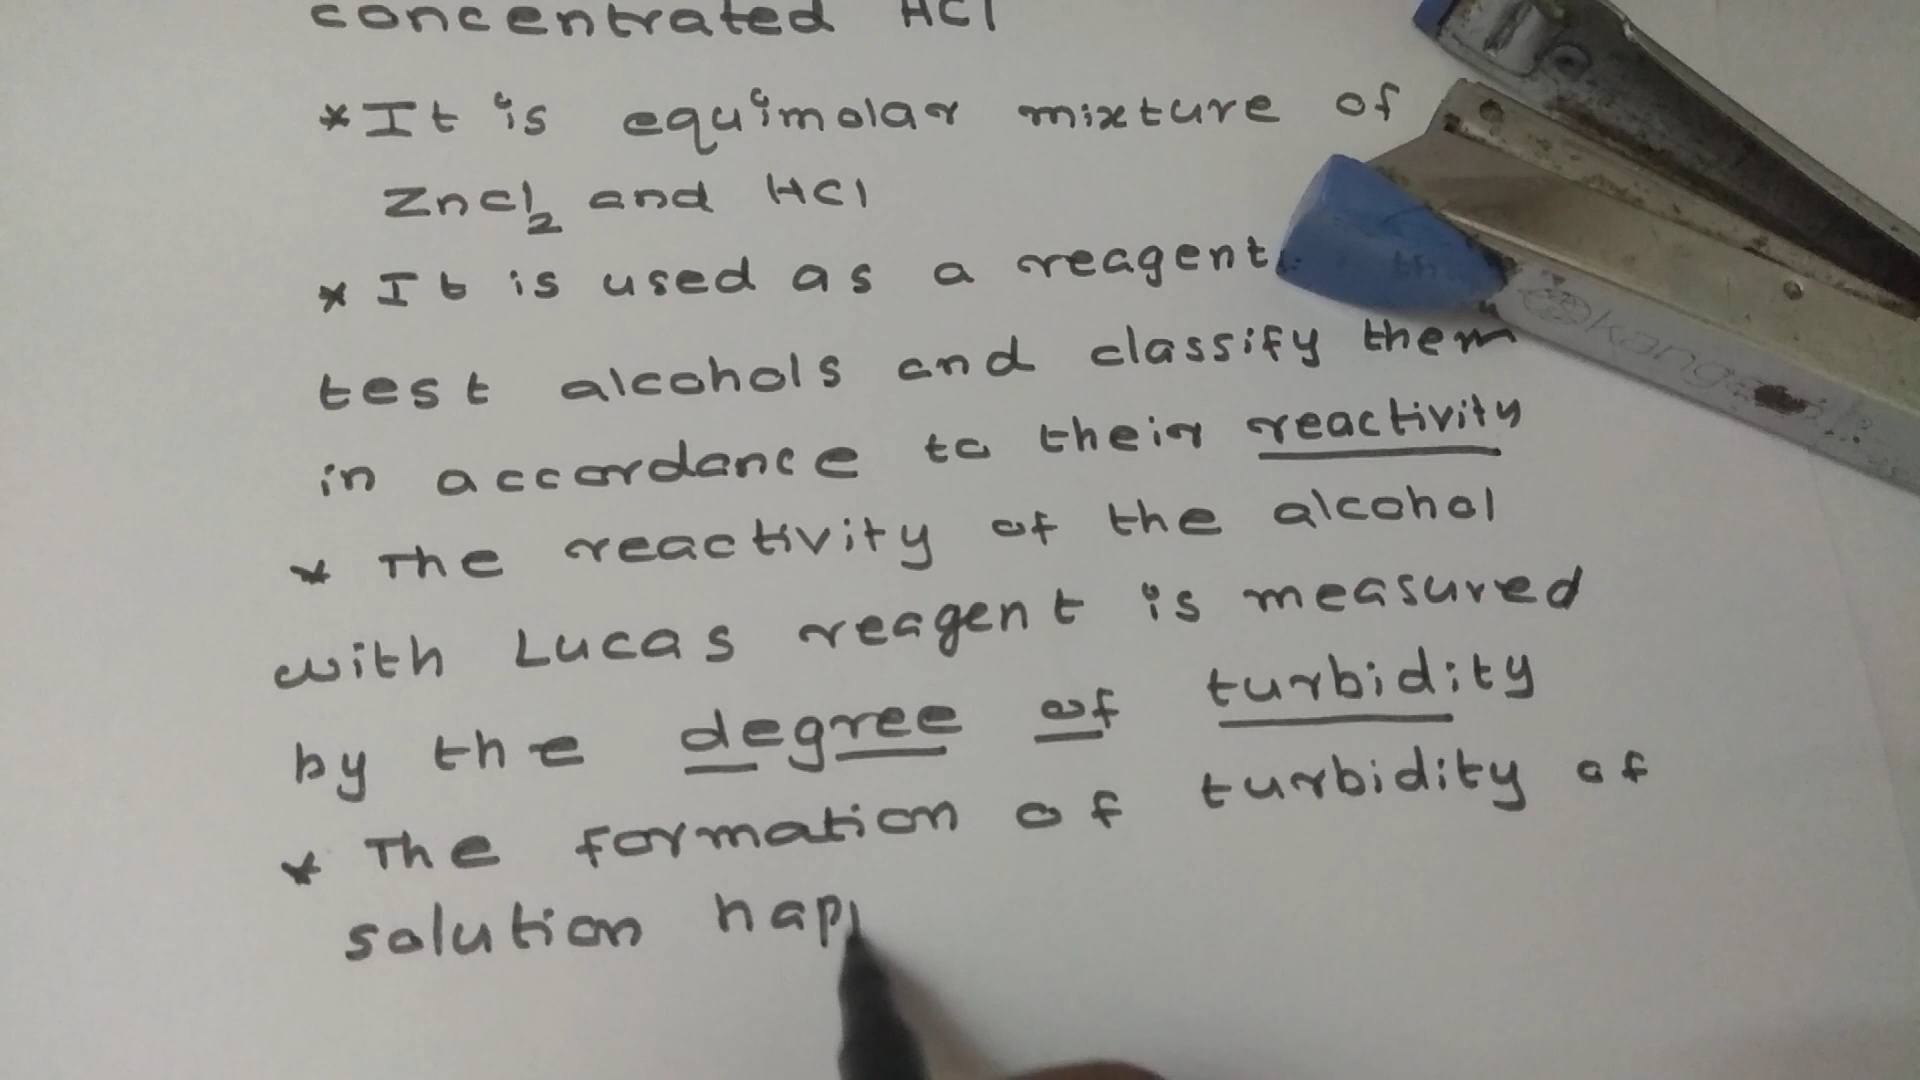 concentrated HCl
* It is equimolar mixture of
ZnCl2 and HCl
* It is used as a reagent
test alcohols and classify them
in accordance to their reactivity
* The reactivity of the alcohol
with Lucas reagent is measured
by the degree of turbidity
* The formation of turbidity of
solution hap